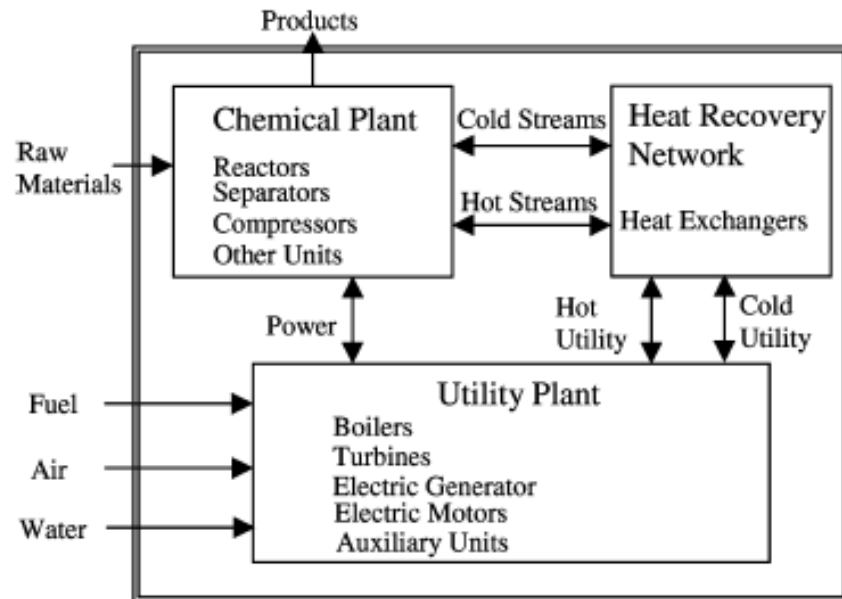 Products
Chemical Plant
Reactors
Separators
Compressors
Other Units
Raw
Materials
Cold Streams
Hot Streams
Heat Recovery
Network
Heat Exchangers
Power
Hot
Utility
Cold
Utility
Fuel
Air
Water
Utility Plant
Boilers
Turbines
Electric Generator
Electric Motors
Auxiliary Units